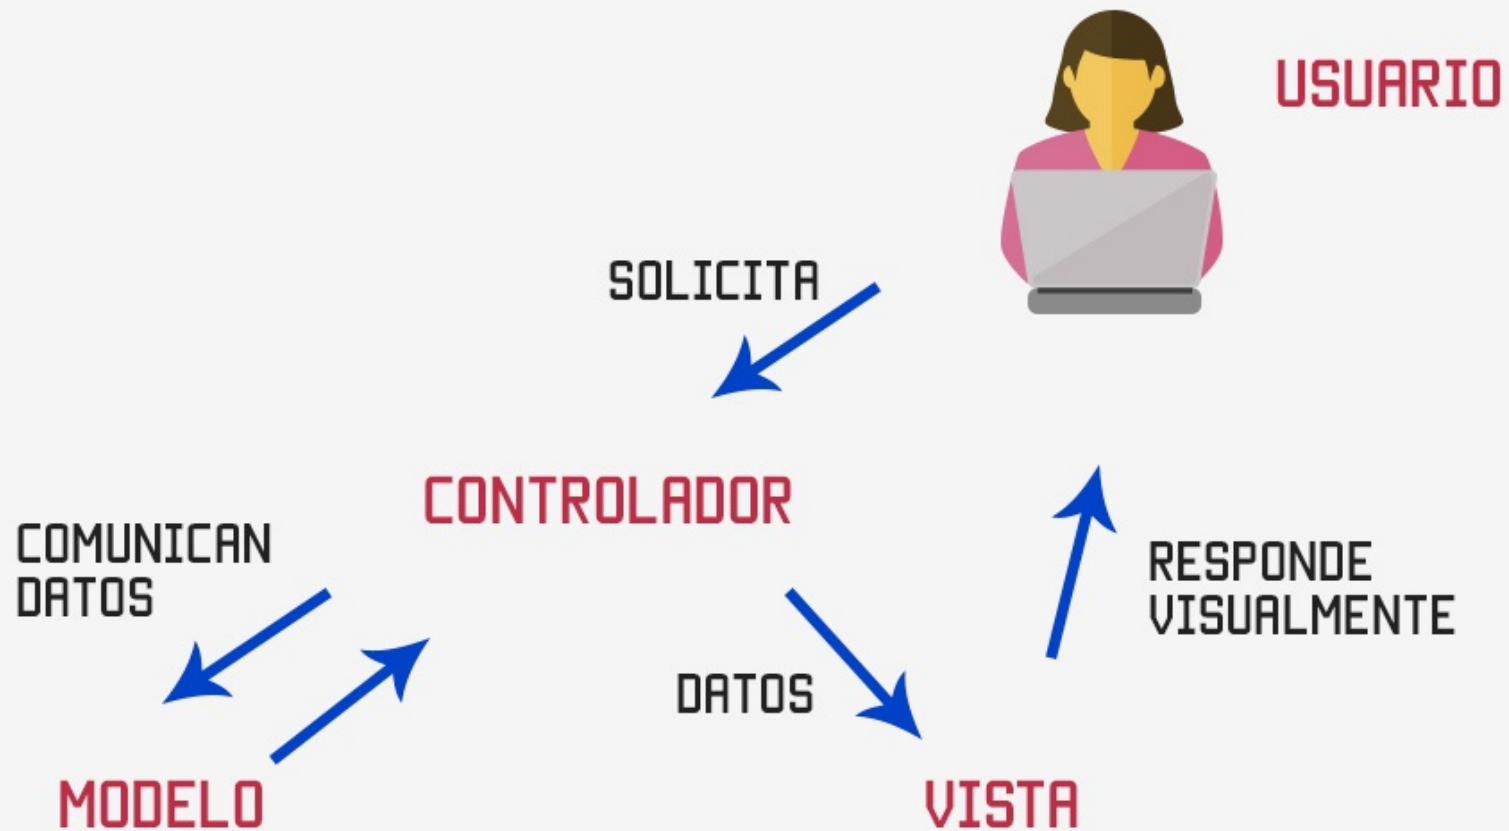 USUARIO
SOLICITA
CONTROLADOR
COMUNICAN
DATOS
RESPONDE
VISUALMENTE
DATOS
MODELO
VISTA